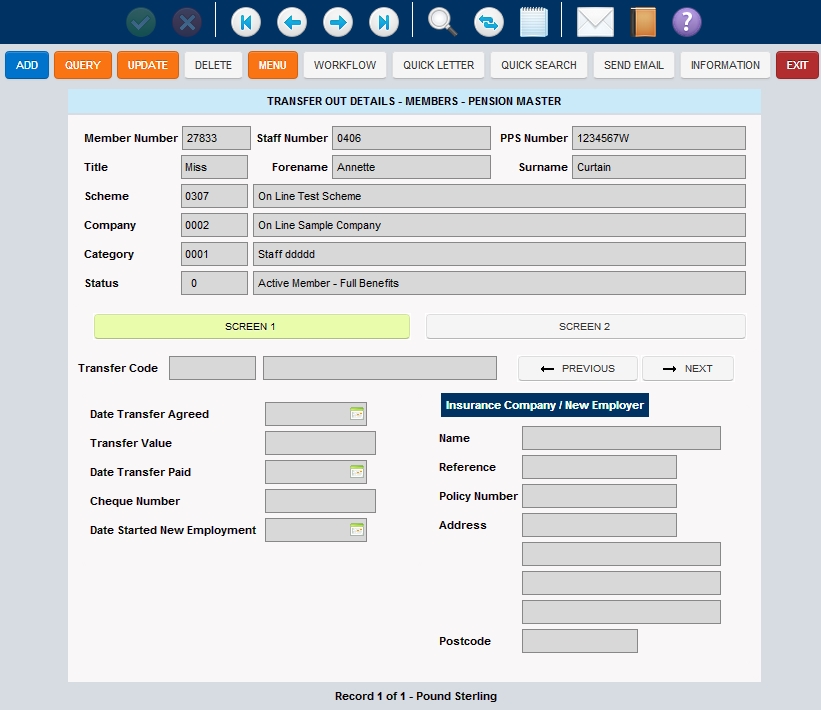 ADD QUERY UPDATE DELETE MENU WORKFLOW QUICK LETTER QUICK SEARCH SEND EMAIL INFORMATION EXIT
TRANSFER OUT DETAILS - MEMBERS - PENSION MASTER
Member Number 27833 Staff Number 0406 PPS Number 1234567W
Title Miss Forename Annette Surname Curtain
Scheme 0307 On Line Test Scheme
Company 0002 On Line Sample Company
Category 0001 Staff ddddd
Status 0 Active Member - Full Benefits
SCREEN 1 SCREEN 2
Transfer Code PREVIOUS NEXT
Insurance Company / New Employer
Date Transfer Agreed
Name
Transfer Value
Reference
Date Transfer Paid
Policy Number
Cheque Number
Address
Date Started New Employment
Postcode
Record 1 of 1 - Pound Sterling